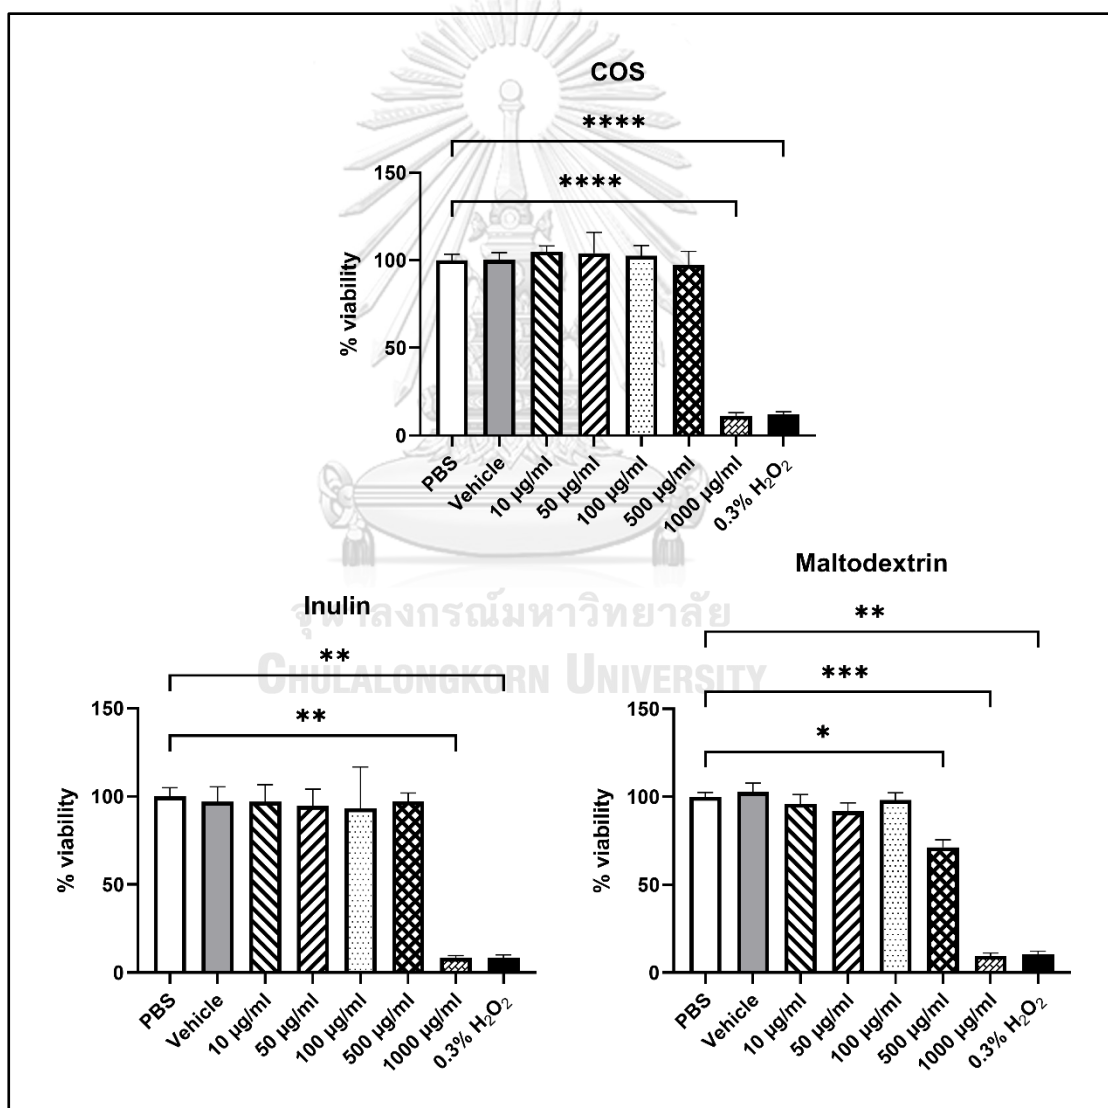 COS
****
****
150
100
50
0
% viability
PBS
Vehicle
10 µg/ml
50 µg/ml
100 µg/ml
500 µg/ml
1000 µg/ml
0.3% H₂O₂
Inulin
**
**
150
100
50
0
% viability
PBS
Vehicle
10 µg/ml
50 µg/ml
100 µg/ml
500 µg/ml
1000 µg/ml
0.3% H₂O₂
Maltodextrin
**
***
*
150
100
50
0
% viability
PBS
Vehicle
10 µg/ml
50 µg/ml
100 µg/ml
500 µg/ml
1000 µg/ml
0.3% H₂O₂
จุฬาลงกรณ์มหาวิทยาลัย
CHULALONGKORN UNIVERSITY